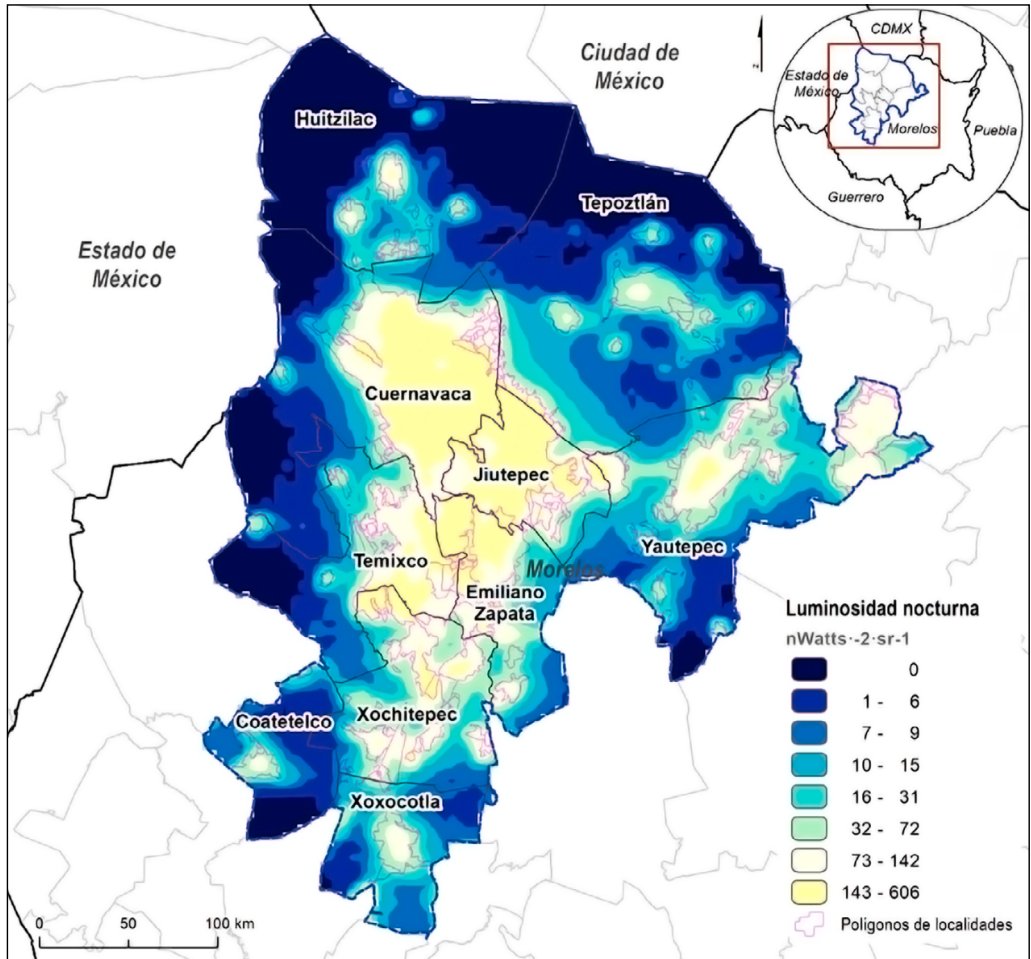 Ciudad de
México
CDMX
Estado de
México
Morelos
Puebla
Guerrero
Huitzilac
Tepoztlán
Estado de
México
Cuernavaca
Jiutepec
Yautepec
Temixco
Morelos
Emiliano
Zapata
Coatetelco
Xochitepec
Xoxocotla
Luminosidad nocturna
nWatts·-2·sr-1
0
1 - 6
7 - 9
10 - 15
16 - 31
32 - 72
73 - 142
143 - 606
Polígonos de localidades
0 50 100 km